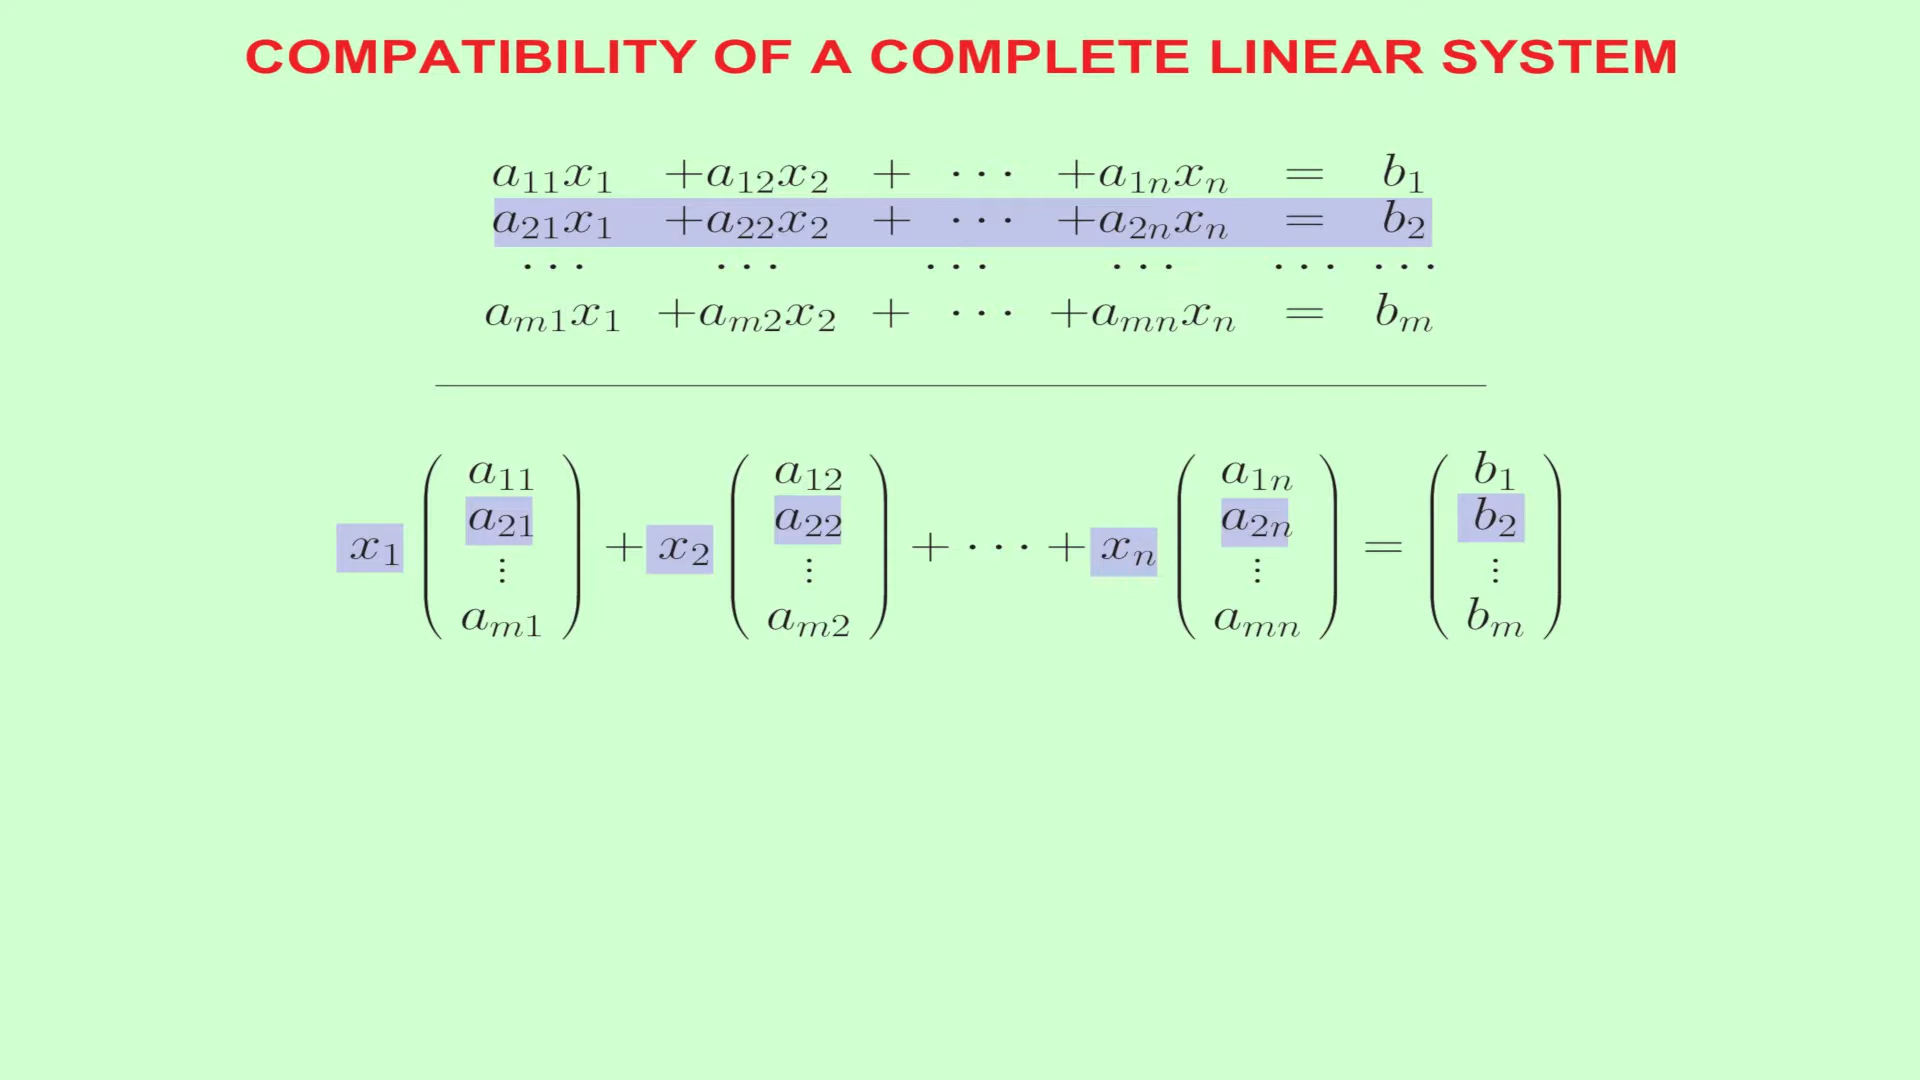 COMPATIBILITY OF A COMPLETE LINEAR SYSTEM
a₁₁x₁ +a₁₂x₂ + ⋯ +a₁ₙxₙ = b₁
a₂₁x₁ +a₂₂x₂ + ⋯ +a₂ₙxₙ = b₂
⋯ ⋯ ⋯ ⋯ ⋯ ⋯
aₘ₁x₁ +aₘ₂x₂ + ⋯ +aₘₙxₙ = bₘ
x₁ ( a₁₁ a₂₁ ⋮ aₘ₁ ) + x₂ ( a₁₂ a₂₂ ⋮ aₘ₂ ) + ⋯ + xₙ ( a₁ₙ a₂ₙ ⋮ aₘₙ ) = ( b₁ b₂ ⋮ bₘ )